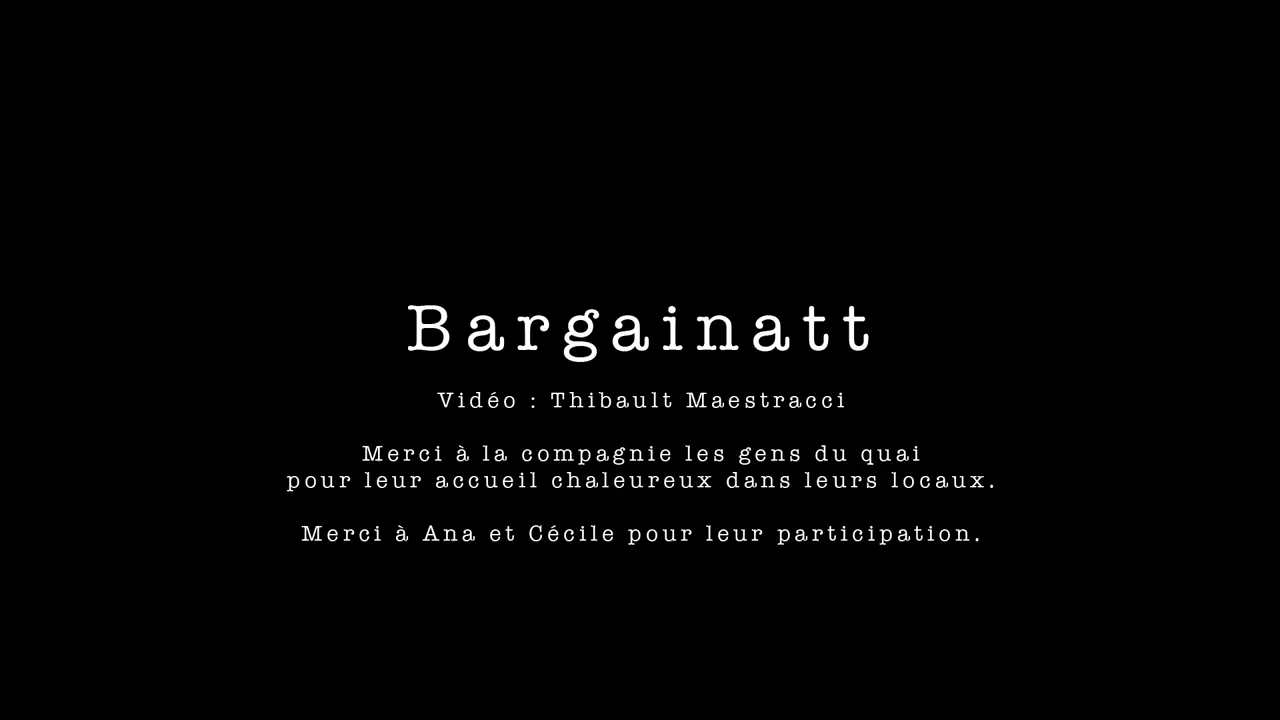 Bargainatt
Vidéo : Thibault Maestracci
Merci à la compagnie les gens du quai
pour leur accueil chaleureux dans leurs locaux.
Merci à Ana et Cécile pour leur participation.